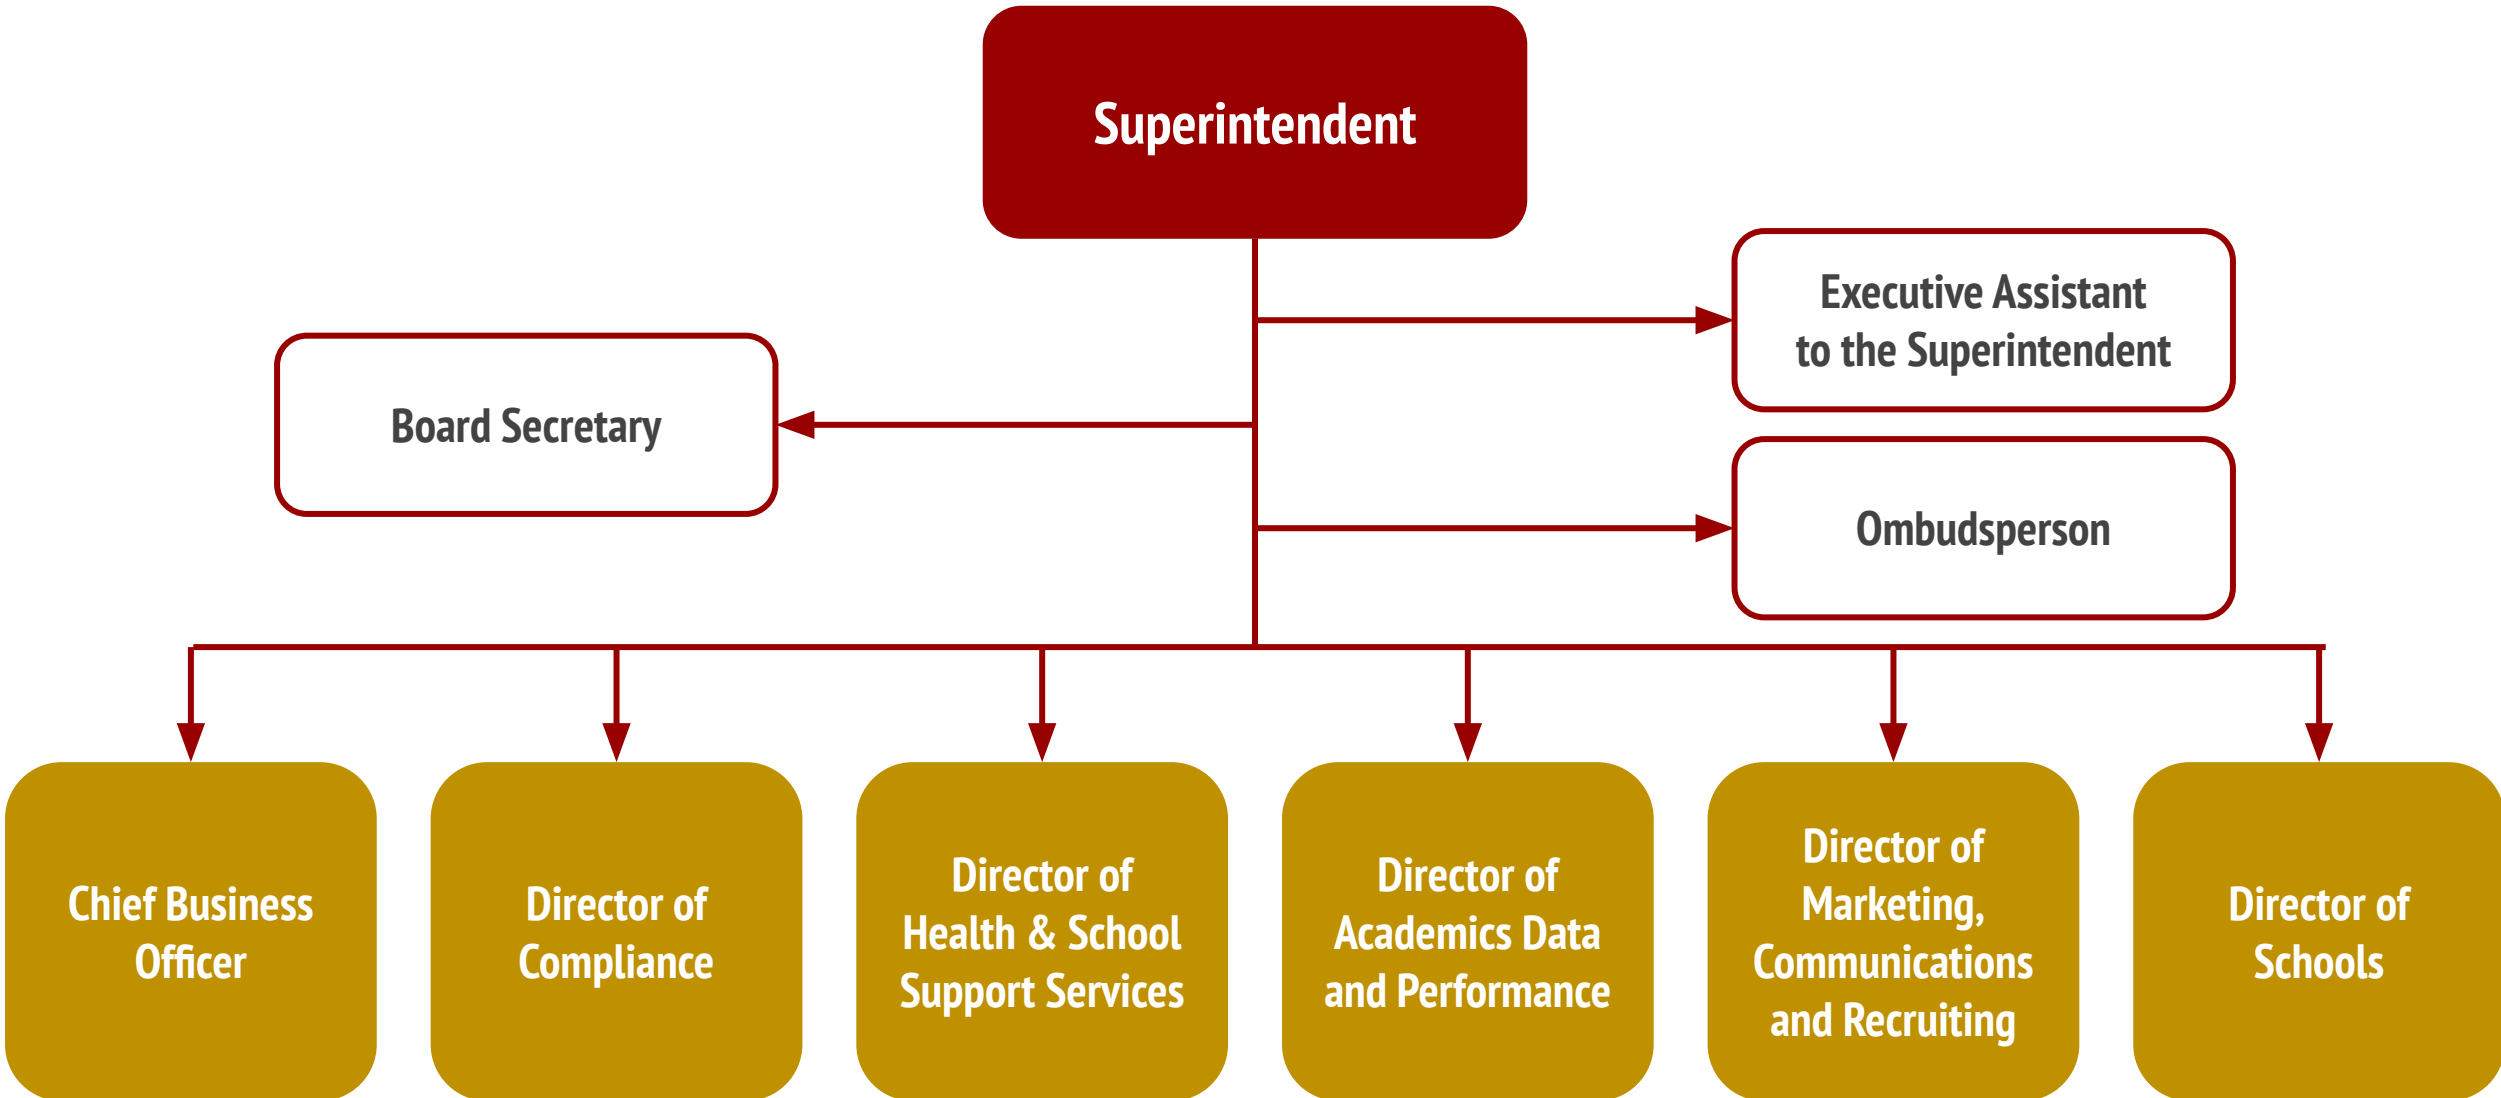 Superintendent
Executive Assistant
to the Superintendent
Board Secretary
Ombudsperson
Chief Business
Officer
Director of
Compliance
Director of
Health & School
Support Services
Director of
Academics Data
and Performance
Director of
Marketing,
Communications
and Recruiting
Director of
Schools